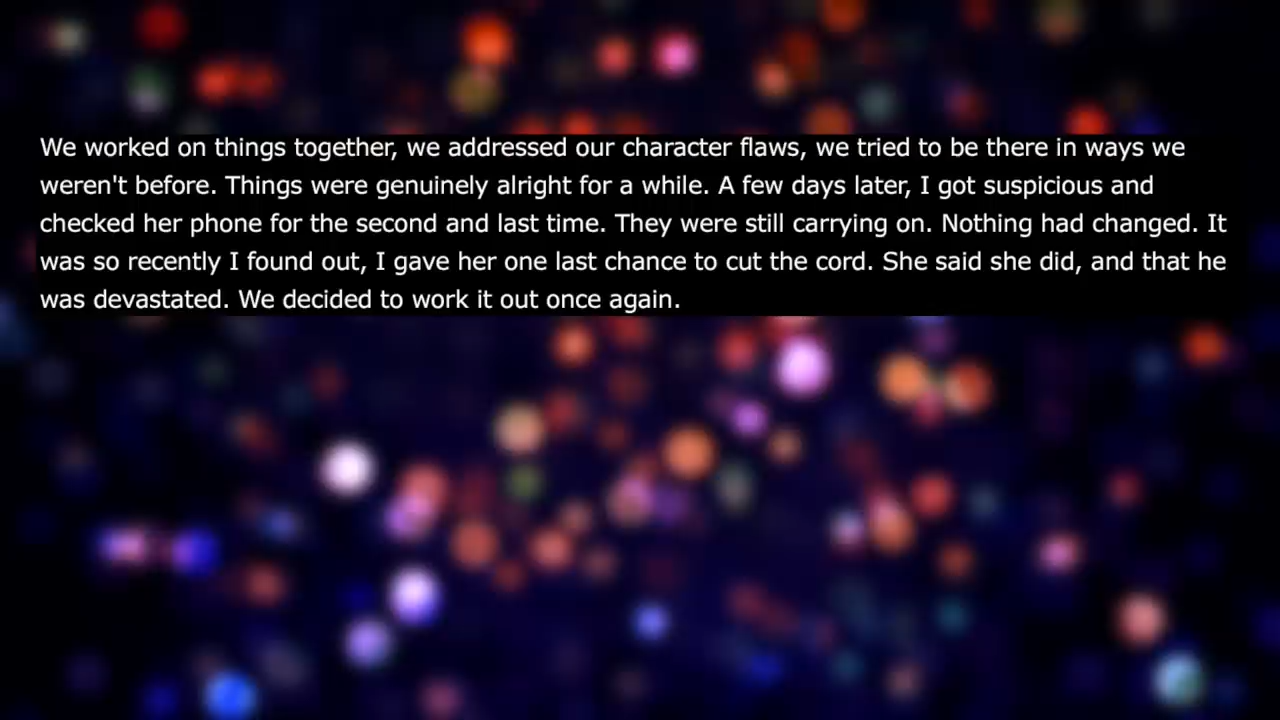 We worked on things together, we addressed our character flaws, we tried to be there in ways we
weren't before. Things were genuinely alright for a while. A few days later, I got suspicious and
checked her phone for the second and last time. They were still carrying on. Nothing had changed. It
was so recently I found out, I gave her one last chance to cut the cord. She said she did, and that he
was devastated. We decided to work it out once again.